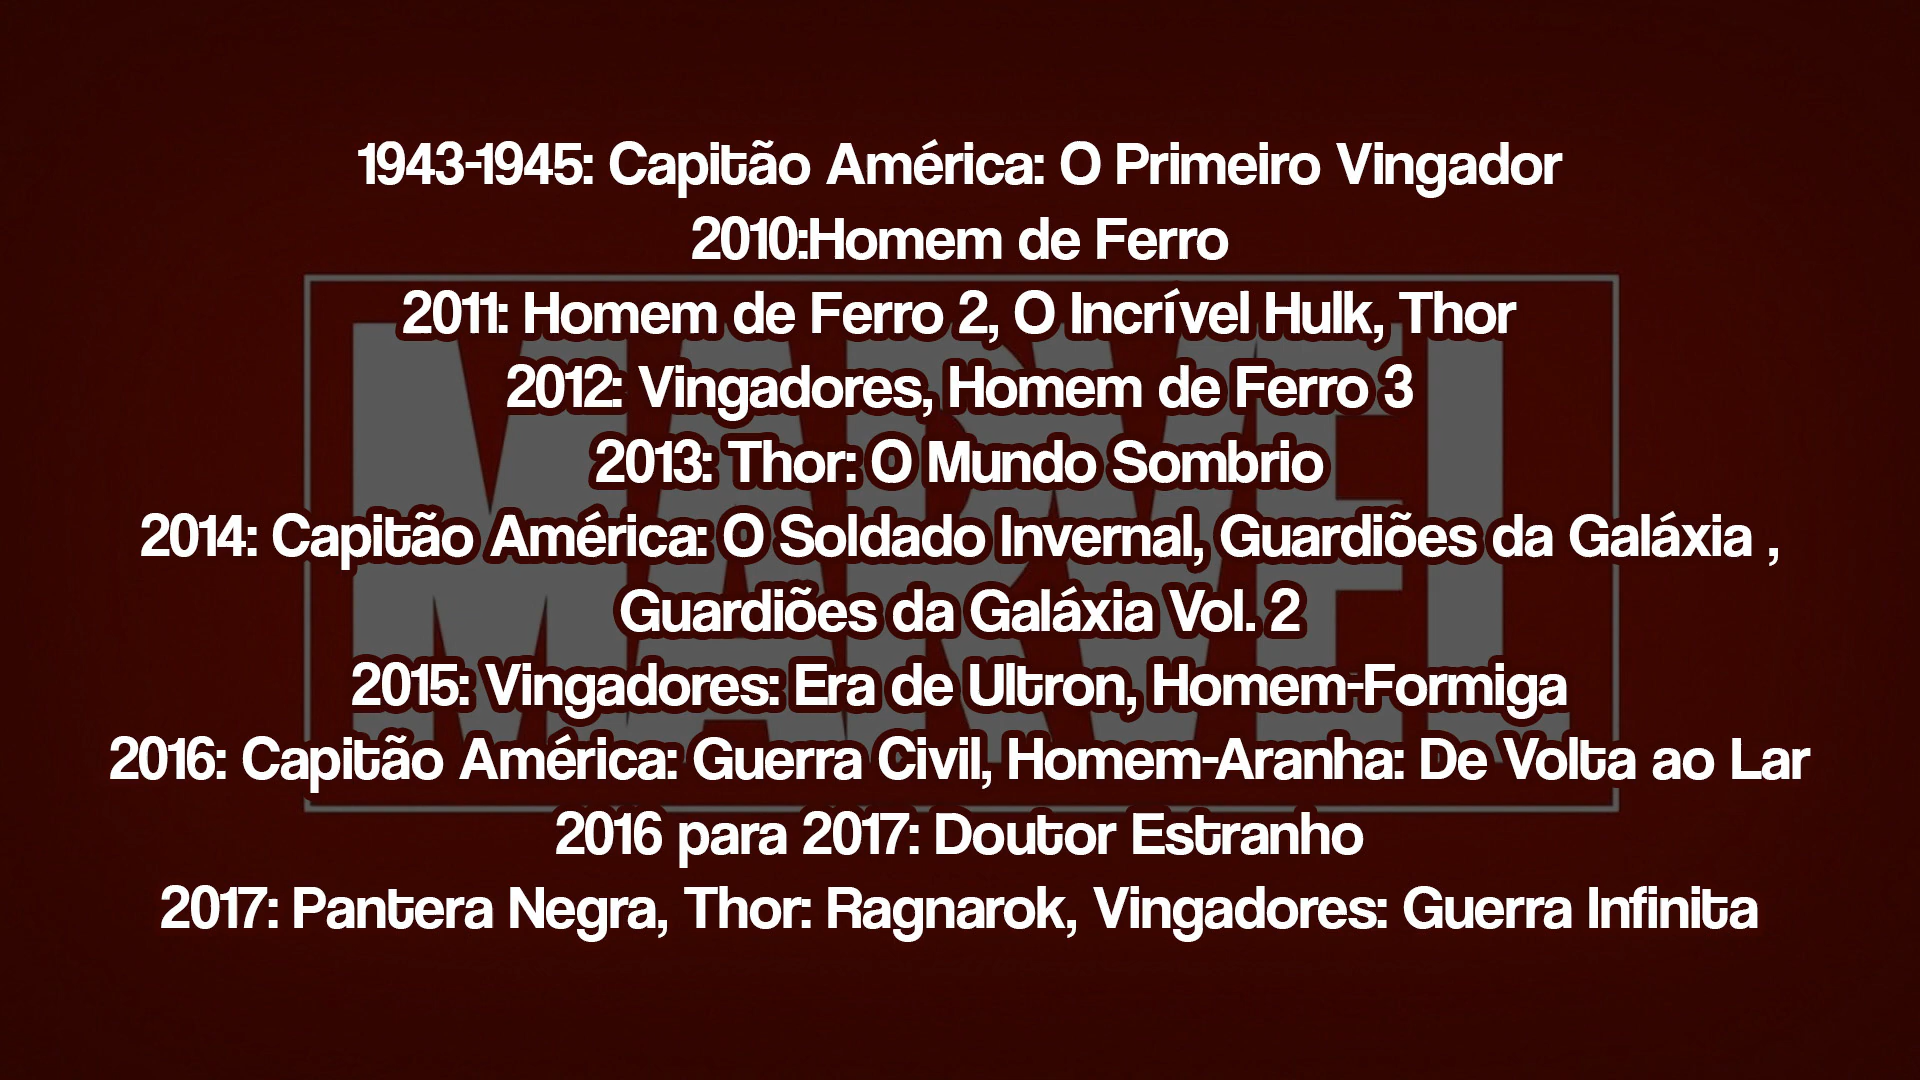 1943-1945: Capitão América: O Primeiro Vingador
2010:Homem de Ferro
2011: Homem de Ferro 2, O Incrível Hulk, Thor
2012: Vingadores, Homem de Ferro 3
2013: Thor: O Mundo Sombrio
2014: Capitão América: O Soldado Invernal, Guardiões da Galáxia ,
Guardiões da Galáxia Vol. 2
2015: Vingadores: Era de Ultron, Homem-Formiga
2016: Capitão América: Guerra Civil, Homem-Aranha: De Volta ao Lar
2016 para 2017: Doutor Estranho
2017: Pantera Negra, Thor: Ragnarok, Vingadores: Guerra Infinita
MARVEL